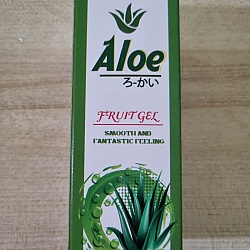 Aloe
ろーかい
FRUIT GEL
SMOOTH AND
FANTASTIC FEELING